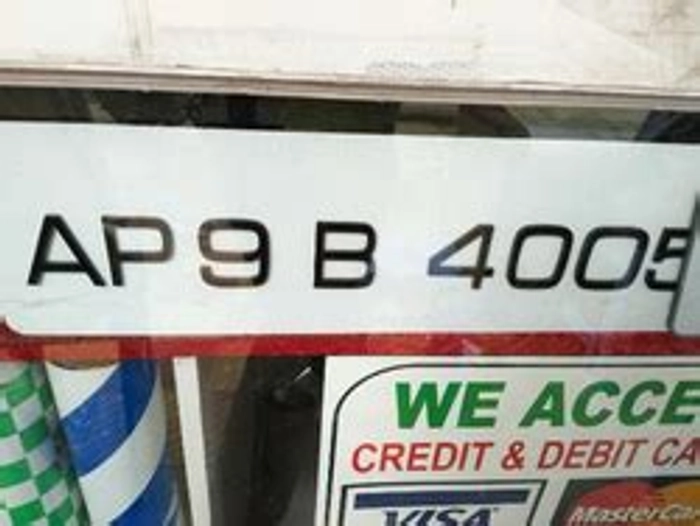 AP9 B 4005
WE ACCE
CREDIT & DEBIT CA
VISA
MasterCa